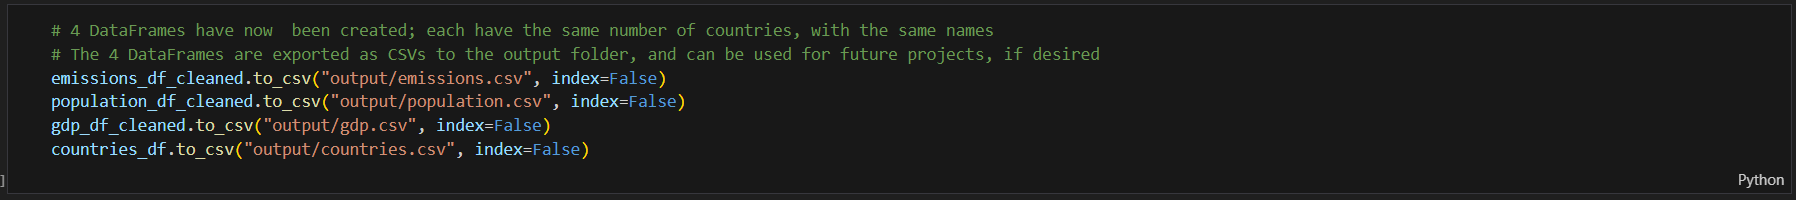 # 4 DataFrames have now  been created; each have the same number of countries, with the same names
# The 4 DataFrames are exported as CSVs to the output folder, and can be used for future projects, if desired
emissions_df_cleaned.to_csv("output/emissions.csv", index=False)
population_df_cleaned.to_csv("output/population.csv", index=False)
gdp_df_cleaned.to_csv("output/gdp.csv", index=False)
countries_df.to_csv("output/countries.csv", index=False)
]
Python